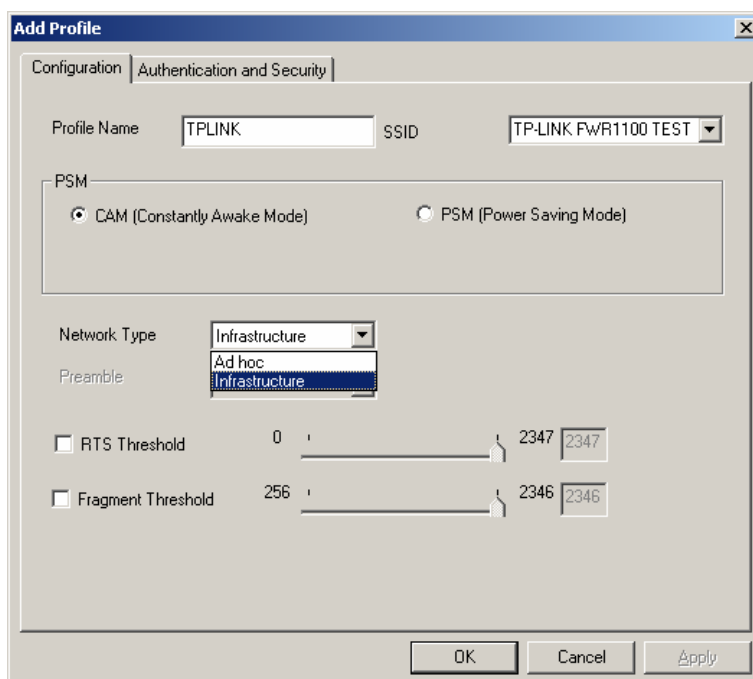 Add Profile
Configuration
Authentication and Security
Profile Name
TPLINK
SSID
TP-LINK FWR1100 TEST
PSM
CAM (Constantly Awake Mode)
PSM (Power Saving Mode)
Network Type
Infrastructure
Ad hoc
Infrastructure
Preamble
RTS Threshold
0
2347
2347
Fragment Threshold
256
2346
2346
OK
Cancel
Apply